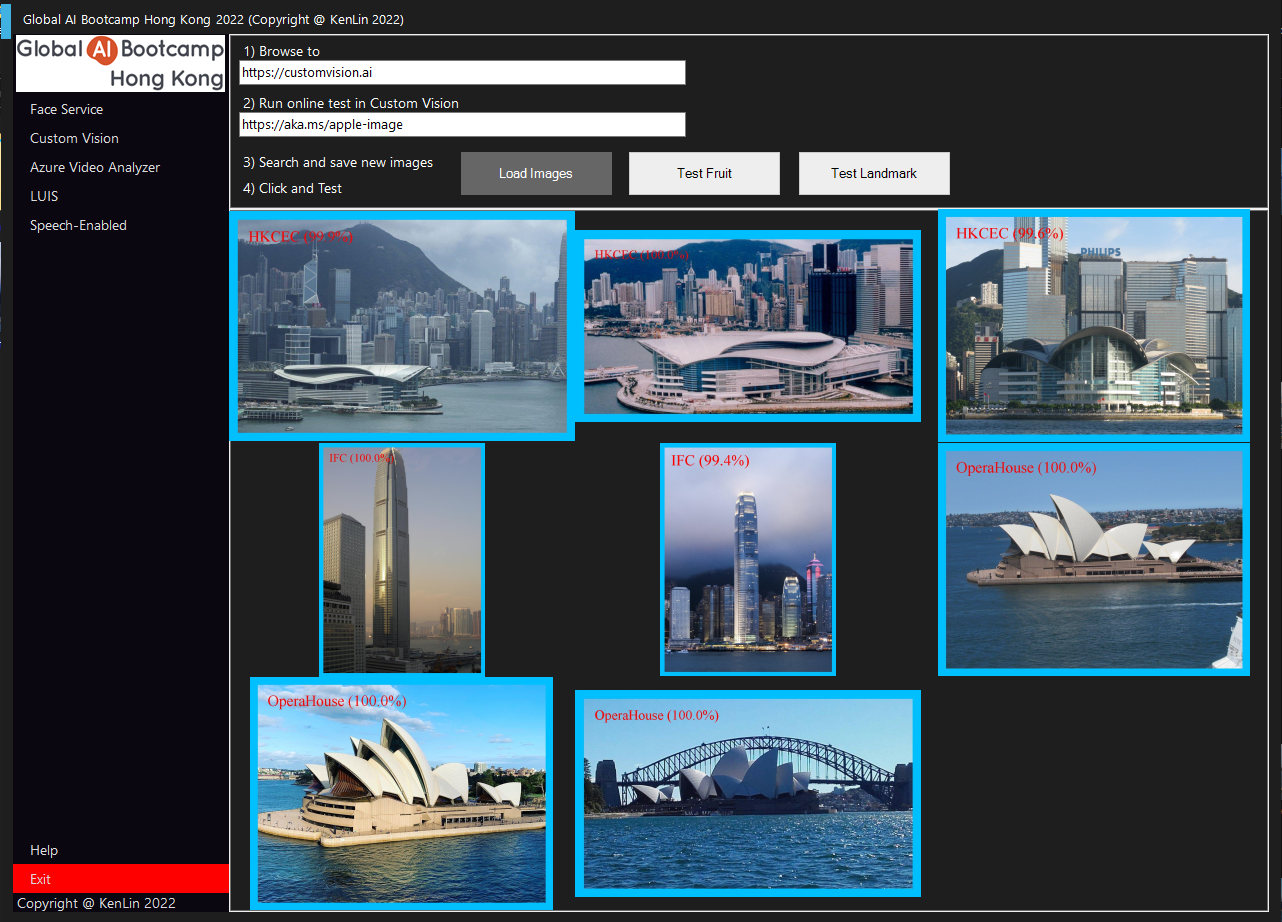 Global AI Bootcamp Hong Kong 2022 (Copyright @ KenLin 2022)
Global AI Bootcamp
Hong Kong
Face Service
Custom Vision
Azure Video Analyzer
LUIS
Speech-Enabled
1) Browse to
https://customvision.ai
2) Run online test in Custom Vision
https://aka.ms/apple-image
3) Search and save new images
4) Click and Test
Load Images
Test Fruit
Test Landmark
HKCEC (99.9%)
HKCEC (100.0%)
HKCEC (99.6%)
PHILIPS
IFC (100.0%)
IFC (99.4%)
OperaHouse (100.0%)
OperaHouse (100.0%)
OperaHouse (100.0%)
Help
Exit
Copyright @ KenLin 2022